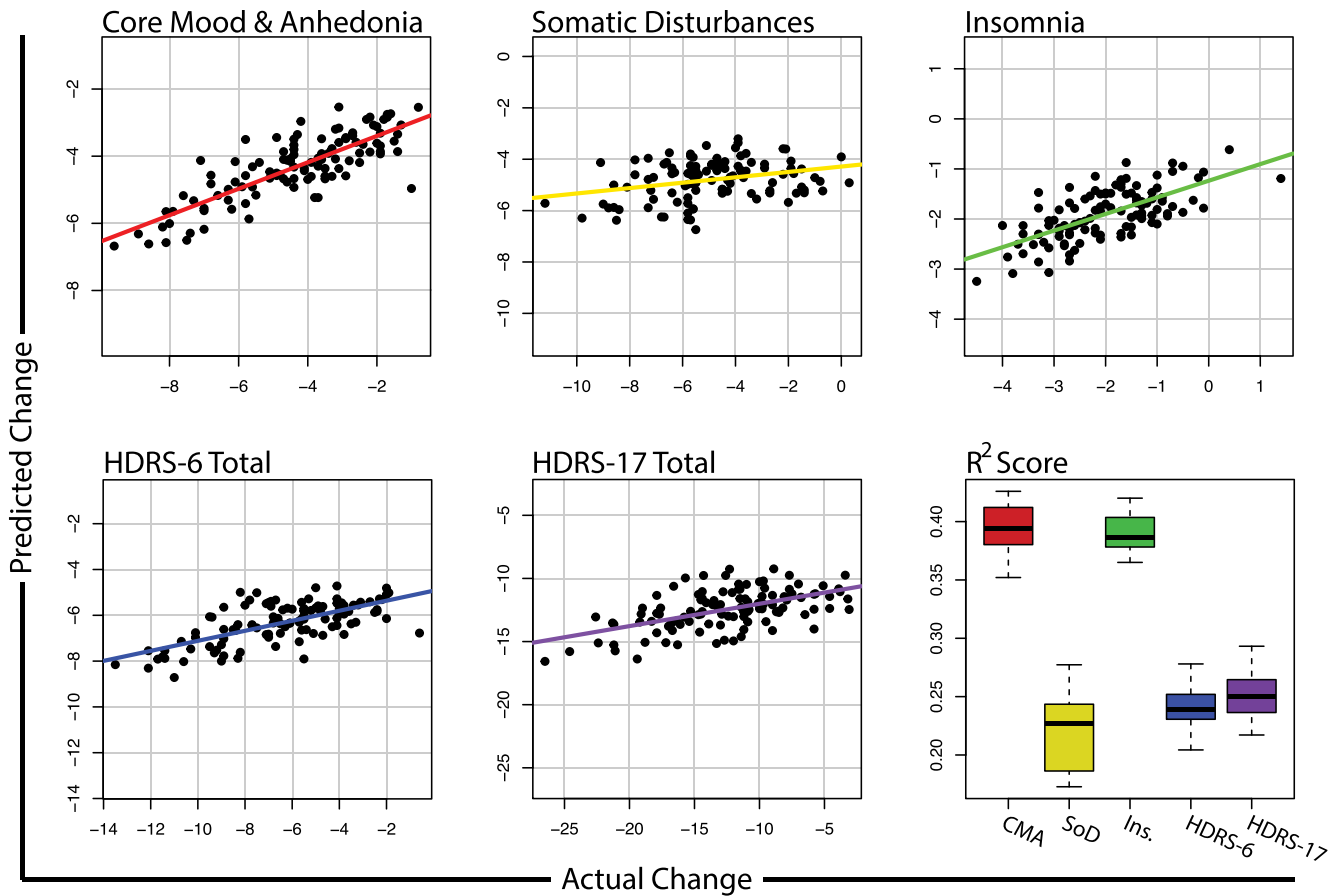 Core Mood & Anhedonia
−2
−4
−6
−8
−8 −6 −4 −2
Somatic Disturbances
0
−2
−4
−6
−8
−10
−10 −8 −6 −4 −2 0
Insomnia
1
0
−1
−2
−3
−4
−4 −3 −2 −1 0 1
Predicted Change
HDRS-6 Total
−2
−4
−6
−8
−10
−12
−14
−14 −12 −10 −8 −6 −4 −2
HDRS-17 Total
−5
−10
−15
−20
−25
−25 −20 −15 −10 −5
R² Score
0.40
0.35
0.30
0.25
0.20
CMA SoD Ins. HDRS-6 HDRS-17
Actual Change